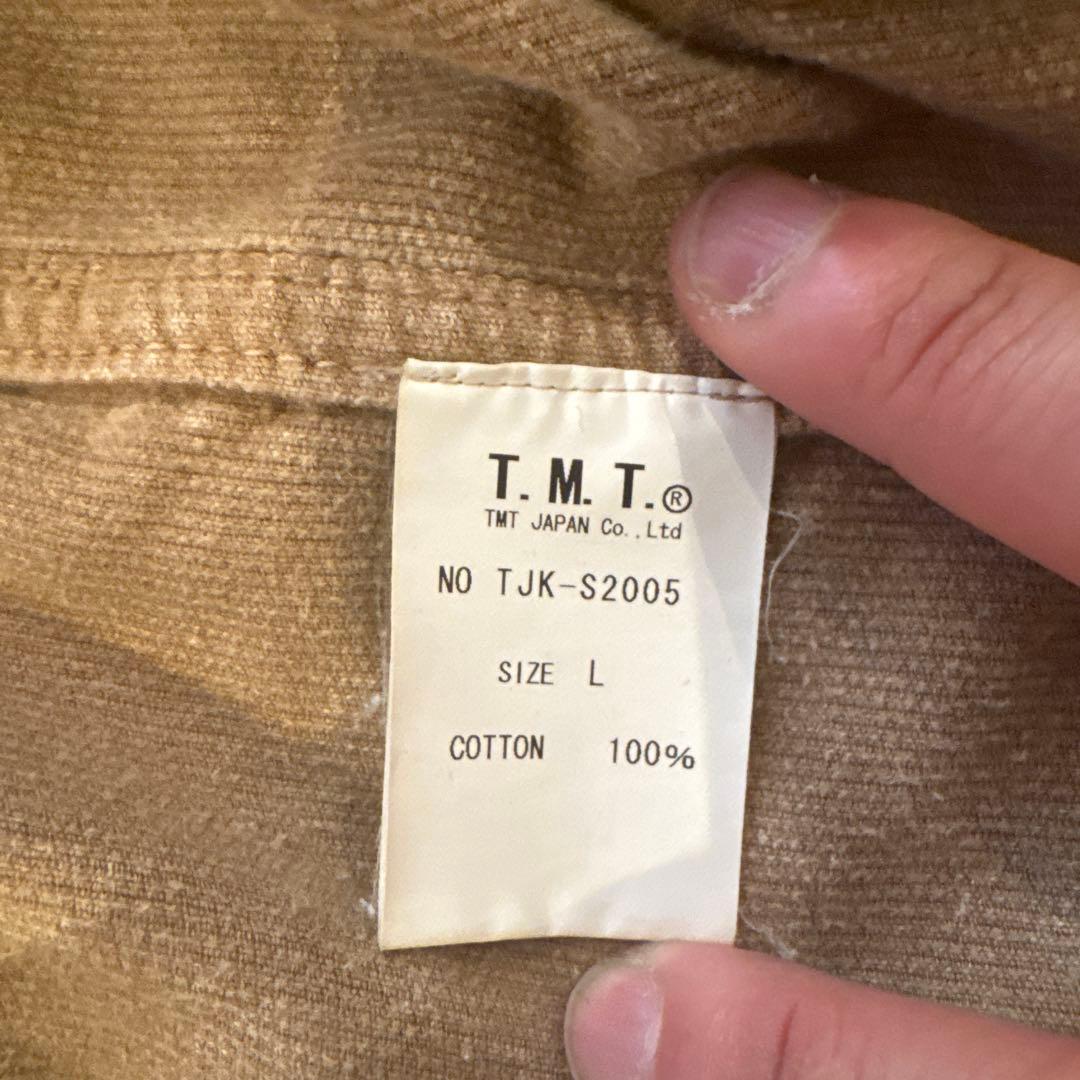 T.M.T.®
TMT JAPAN Co.,Ltd
NO TJK-S2005
SIZE L
COTTON 100%